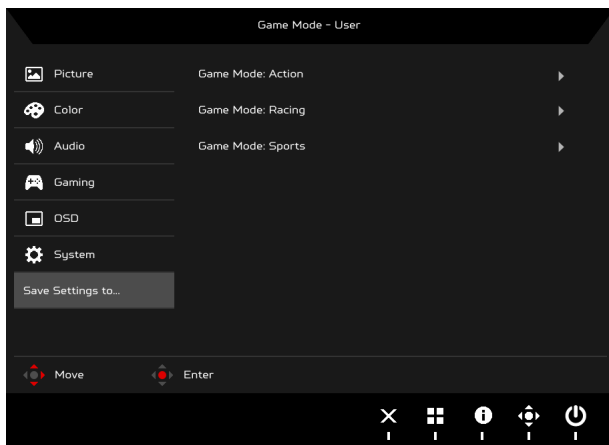 Game Mode - User
Picture
Game Mode: Action
Color
Game Mode: Racing
Audio
Game Mode: Sports
Gaming
OSD
System
Save Settings to...
Move
Enter